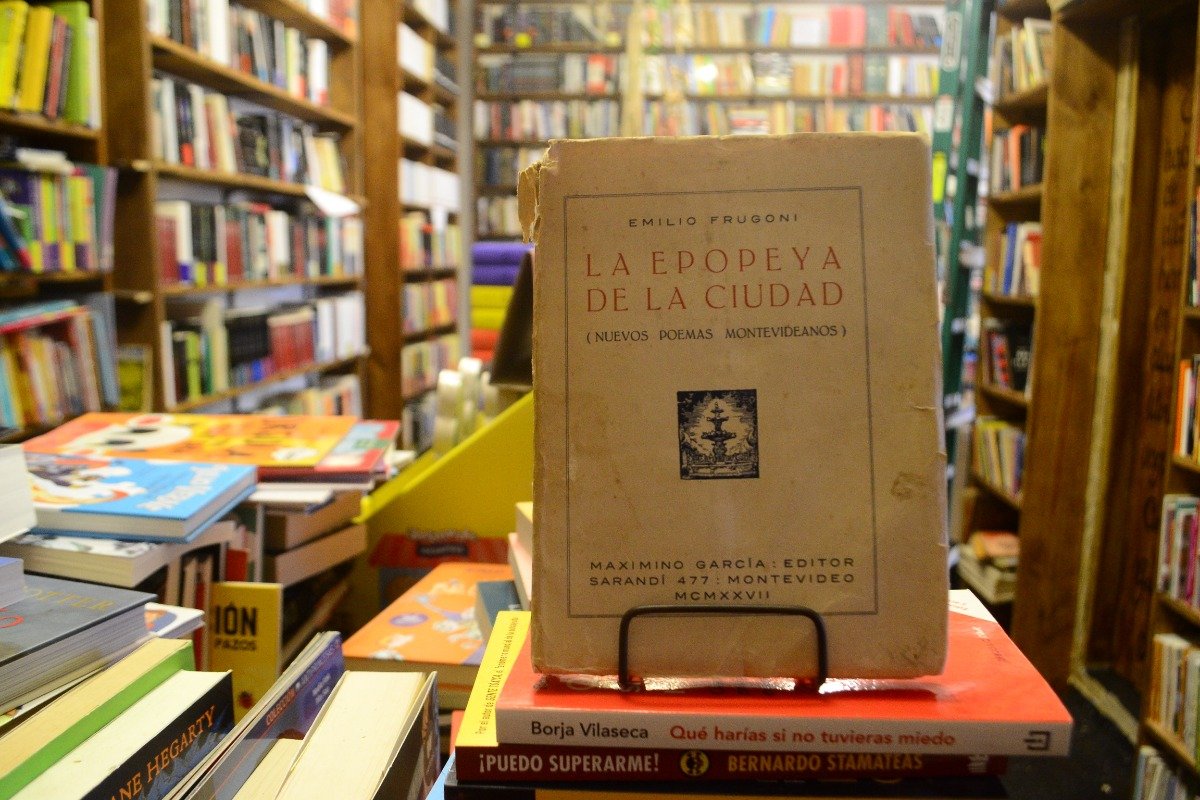 EMILIO FRUGONI
LA EPOPEYA
DE LA CIUDAD
(NUEVOS POEMAS MONTEVIDEANOS)
MAXIMINO GARCÍA : EDITOR
SARANDÍ 477 : MONTEVIDEO
MCMXXVII
Borja Vilaseca Qué harías si no tuvieras miedo
¡PUEDO SUPERARME! BERNARDO STAMATEAS
IÓN
PAZOS
ANE HEGARTY